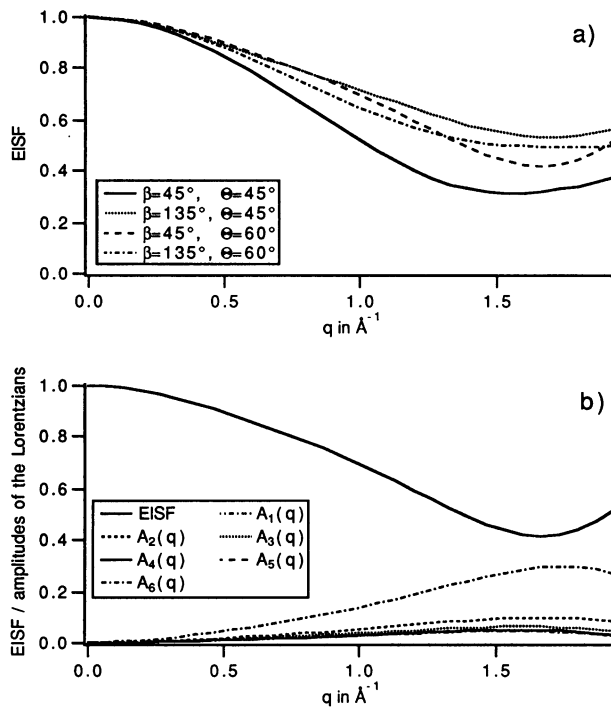 a)
1.0
0.8
0.6
0.4
0.2
0.0
EISF
β=45°, Θ=45°
β=135°, Θ=45°
β=45°, Θ=60°
β=135°, Θ=60°
0.0 0.5 1.0 1.5
q in Å⁻¹
b)
1.0
0.8
0.6
0.4
0.2
0.0
EISF / amplitudes of the Lorentzians
EISF A₁(q)
A₂(q) A₃(q)
A₄(q) A₅(q)
A₆(q)
0.0 0.5 1.0 1.5
q in Å⁻¹